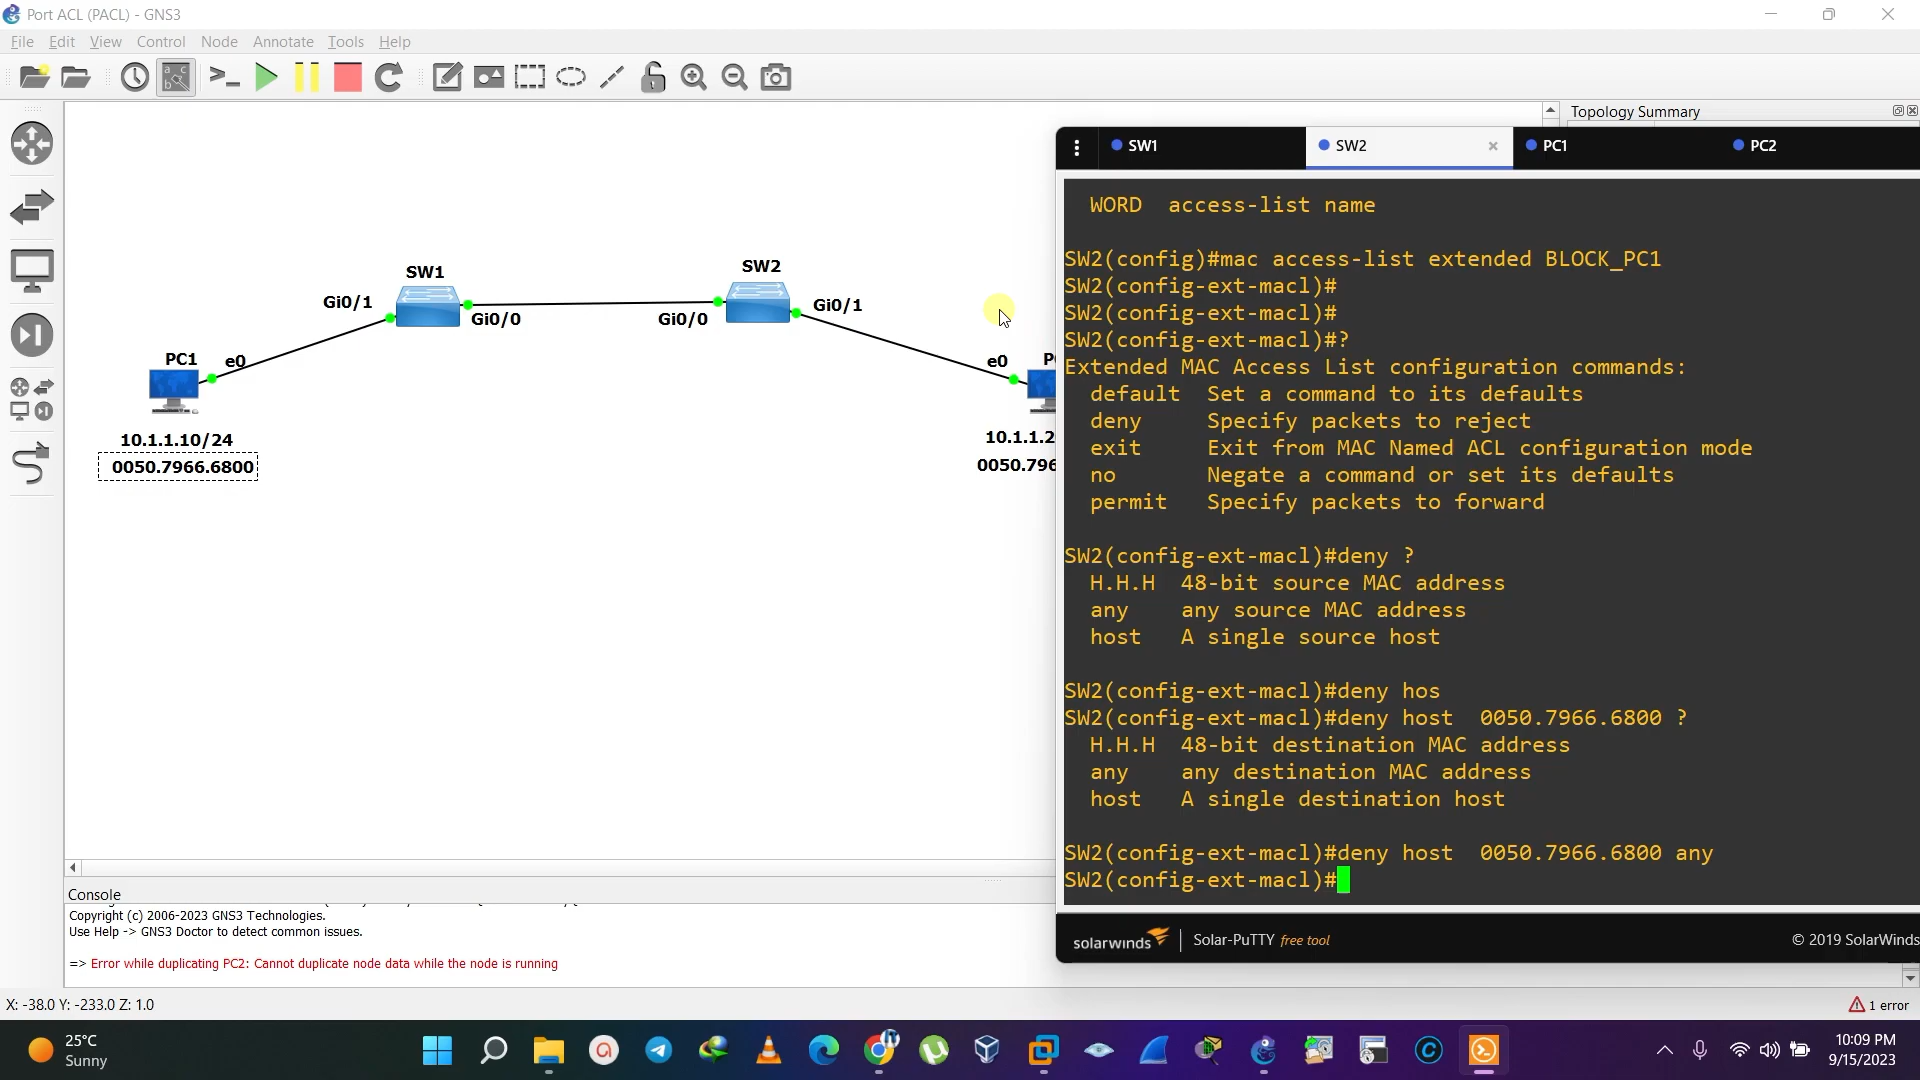 Port ACL (PACL) - GNS3
File Edit View Control Node Annotate Tools Help
Topology Summary
SW1 SW2 PC1 PC2
SW1
SW2
Gi0/1
Gi0/0
Gi0/0
Gi0/1
PC1
e0
e0
10.1.1.10/24
0050.7966.6800
10.1.1.2
0050.796
WORD access-list name
SW2(config)#mac access-list extended BLOCK_PC1
SW2(config-ext-macl)#
SW2(config-ext-macl)#
SW2(config-ext-macl)#?
Extended MAC Access List configuration commands:
default Set a command to its defaults
deny Specify packets to reject
exit Exit from MAC Named ACL configuration mode
no Negate a command or set its defaults
permit Specify packets to forward
SW2(config-ext-macl)#deny ?
H.H.H 48-bit source MAC address
any any source MAC address
host A single source host
SW2(config-ext-macl)#deny hos
SW2(config-ext-macl)#deny host 0050.7966.6800 ?
H.H.H 48-bit destination MAC address
any any destination MAC address
host A single destination host
SW2(config-ext-macl)#deny host 0050.7966.6800 any
SW2(config-ext-macl)#
solarwinds Solar-PuTTY free tool © 2019 SolarWinds
Console
Copyright (c) 2006-2023 GNS3 Technologies.
Use Help -> GNS3 Doctor to detect common issues.
=> Error while duplicating PC2: Cannot duplicate node data while the node is running
X: -38.0 Y: -233.0 Z: 1.0
1 error
25°C
Sunny
10:09 PM
9/15/2023